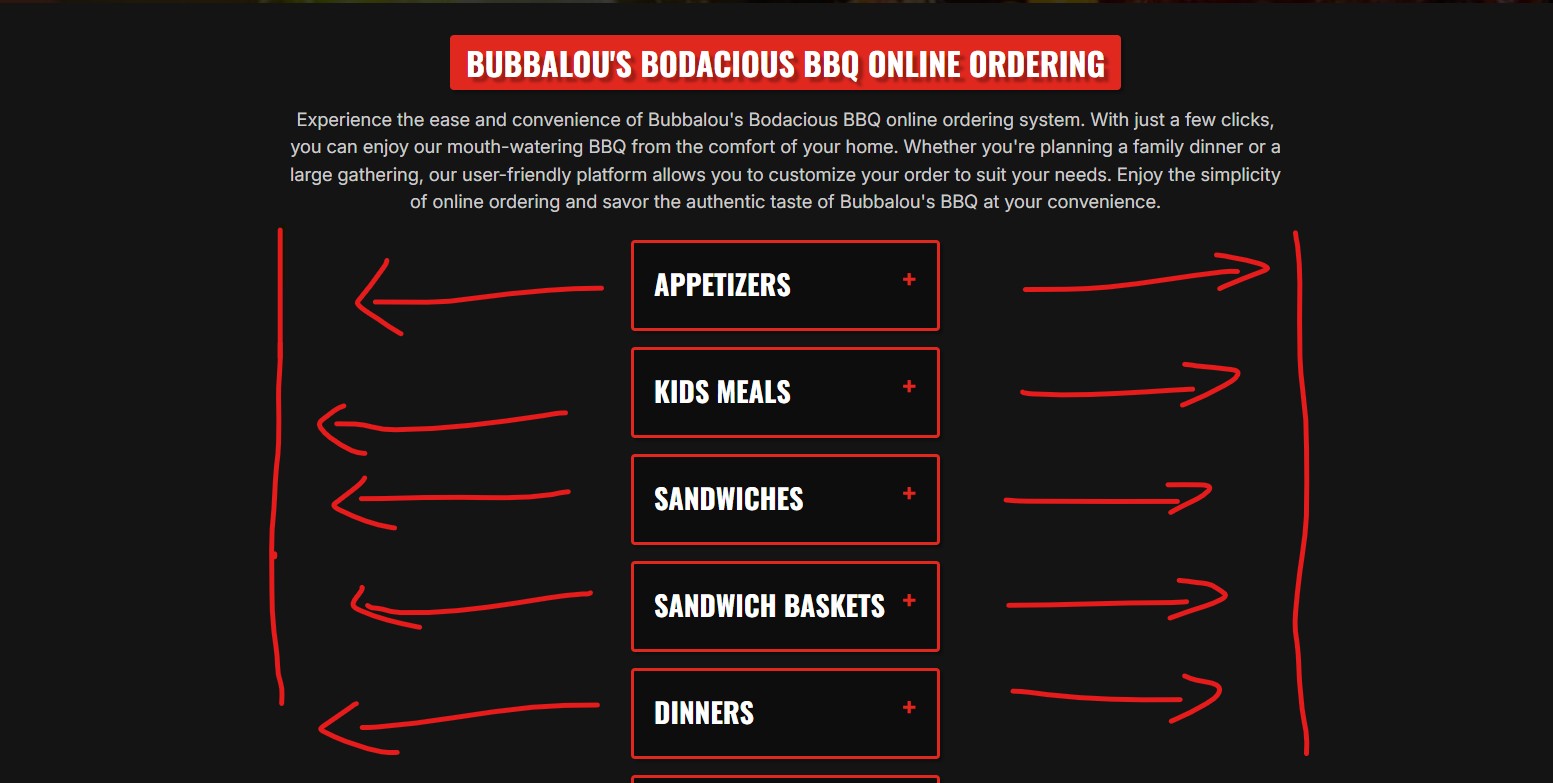 BUBBALOU'S BODACIOUS BBQ ONLINE ORDERING
Experience the ease and convenience of Bubbalou's Bodacious BBQ online ordering system. With just a few clicks,
you can enjoy our mouth-watering BBQ from the comfort of your home. Whether you're planning a family dinner or a
large gathering, our user-friendly platform allows you to customize your order to suit your needs. Enjoy the simplicity
of online ordering and savor the authentic taste of Bubbalou's BBQ at your convenience.
APPETIZERS +
KIDS MEALS +
SANDWICHES +
SANDWICH BASKETS +
DINNERS +